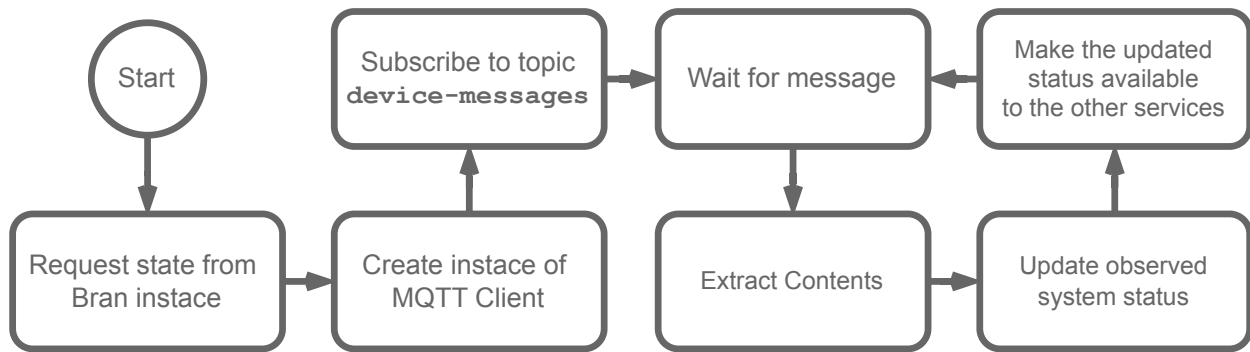 Start
Request state from
Bran instace
Create instace of
MQTT Client
Subscribe to topic
device-messages
Wait for message
Extract Contents
Update observed
system status
Make the updated
status available
to the other services